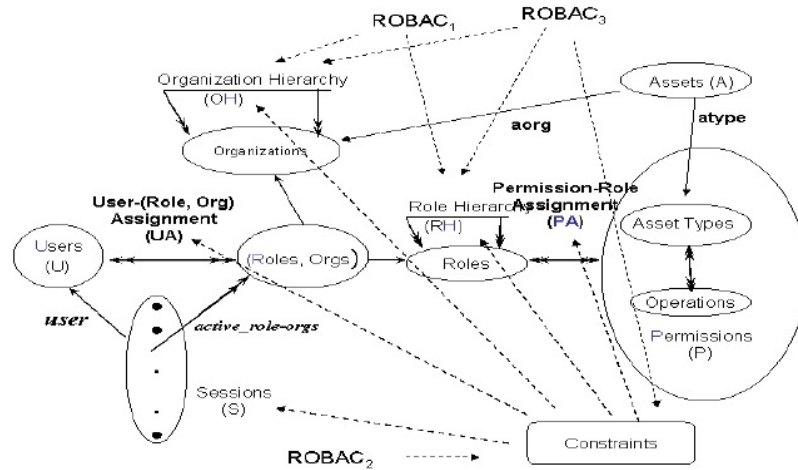 ROBAC1
ROBAC3
Organization Hierarchy
(OH)
Assets (A)
aorg
atype
Organizations
User-(Role, Org)
Assignment
(UA)
Role Hierarchy
(RH)
Permission-Role
Assignment
(PA)
Asset Types
Users
(U)
(Roles, Orgs)
Roles
Operations
Permissions
(P)
user
active_role-orgs
Sessions
(S)
Constraints
ROBAC2